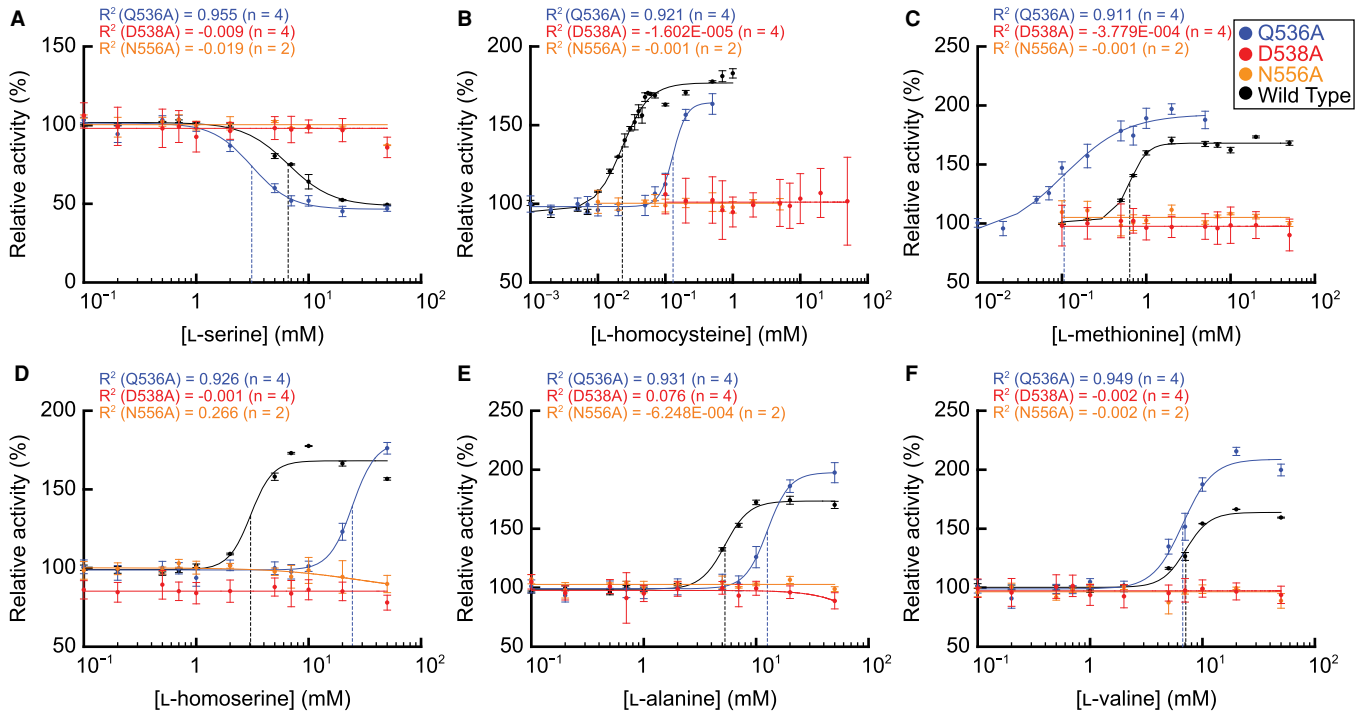 A
R² (Q536A) = 0.955 (n = 4)
R² (D538A) = -0.009 (n = 4)
R² (N556A) = -0.019 (n = 2)
Relative activity (%)
150
100
50
0
10⁻¹ 1 10¹ 10²
[L-serine] (mM)
B
R² (Q536A) = 0.921 (n = 4)
R² (D538A) = -1.602E-005 (n = 4)
R² (N556A) = -0.001 (n = 2)
Relative activity (%)
250
200
150
100
50
10⁻³ 10⁻² 10⁻¹ 1 10¹ 10²
[L-homocysteine] (mM)
C
R² (Q536A) = 0.911 (n = 4)
R² (D538A) = -3.779E-004 (n = 4)
R² (N556A) = -0.001 (n = 2)
Q536A
D538A
N556A
Wild Type
Relative activity (%)
250
200
150
100
50
10⁻² 10⁻¹ 1 10¹ 10²
[L-methionine] (mM)
D
R² (Q536A) = 0.926 (n = 4)
R² (D538A) = -0.001 (n = 4)
R² (N556A) = 0.266 (n = 2)
Relative activity (%)
200
150
100
50
10⁻¹ 1 10¹ 10²
[L-homoserine] (mM)
E
R² (Q536A) = 0.931 (n = 4)
R² (D538A) = 0.076 (n = 4)
R² (N556A) = -6.248E-004 (n = 2)
Relative activity (%)
250
200
150
100
50
10⁻¹ 1 10¹ 10²
[L-alanine] (mM)
F
R² (Q536A) = 0.949 (n = 4)
R² (D538A) = -0.002 (n = 4)
R² (N556A) = -0.002 (n = 2)
Relative activity (%)
250
200
150
100
50
10⁻¹ 1 10¹ 10²
[L-valine] (mM)